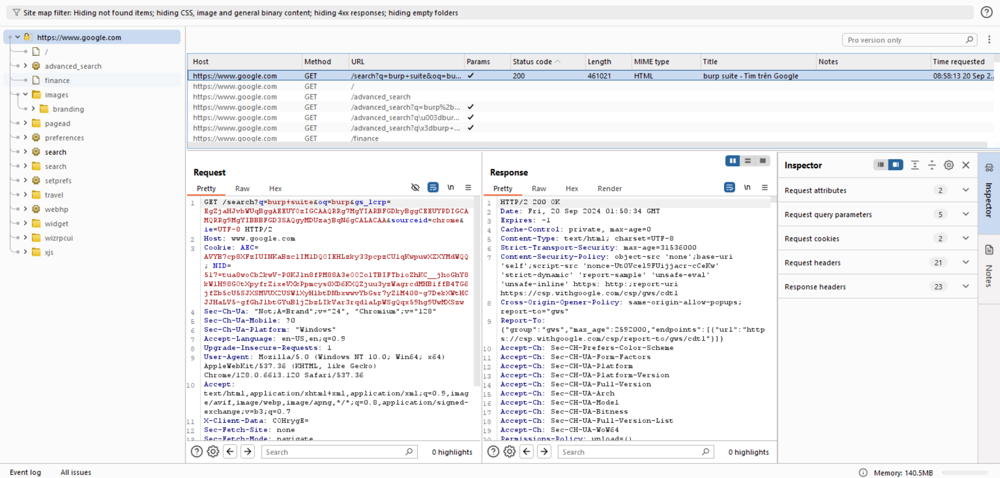 Site map filter: Hiding not found items; hiding CSS, image and general binary content; hiding 4xx responses; hiding empty folders
https://www.google.com
/
advanced_search
finance
images
branding
pagead
preferences
search
search
setprefs
travel
webhp
widget
wizrpcui
xjs
Pro version only
Host Method URL Params Status code Length MIME type Title Notes Time requested
https://www.google.com GET /search?q=burp+suite&oq=bu... ✓ 200 461021 HTML burp suite - Tìm trên Google 08:58:13 20 Sep 2...
https://www.google.com GET /
https://www.google.com GET /advanced_search
https://www.google.com GET /advanced_search?q=burp%2b... ✓
https://www.google.com GET /advanced_search?q\u003dbur... ✓
https://www.google.com GET /advanced_search?q\x3dburp+... ✓
https://www.google.com GET /finance
Request
Pretty Raw Hex \n
1 GET /search?q=burp+suite&oq=burp&gs_lcrp=
ie=UTF-8 HTTP/2
2 Host: www.google.com
3 Cookie: AEC=
; NID=
4 Sec-Ch-Ua: "Not;A=Brand";v="24", "Chromium";v="128"
5 Sec-Ch-Ua-Mobile: ?0
6 Sec-Ch-Ua-Platform: "Windows"
7 Accept-Language: en-US,en;q=0.9
8 Upgrade-Insecure-Requests: 1
9 User-Agent: Mozilla/5.0 (Windows NT 10.0; Win64; x64)
AppleWebKit/537.36 (KHTML, like Gecko)
Chrome/128.0.6613.120 Safari/537.36
10 Accept:
text/html,application/xhtml+xml,application/xml;q=0.9,imag
e/avif,image/webp,image/apng,*/*;q=0.8,application/signed-
exchange;v=b3;q=0.7
11 X-Client-Data: COHrygE=
12 Sec-Fetch-Site: none
13 Sec-Fetch-Mode: navigate
Search
0 highlights
Response
Pretty Raw Hex Render \n
1 HTTP/2 200 OK
2 Date: Fri, 20 Sep 2024 01:58:34 GMT
3 Expires: -1
4 Cache-Control: private, max-age=0
5 Content-Type: text/html; charset=UTF-8
6 Strict-Transport-Security: max-age=31536000
7 Content-Security-Policy: object-src 'none';base-uri
'self';script-src 'nonce-Ut0Vcel9FUijjacr-cCeKw'
'strict-dynamic' 'report-sample' 'unsafe-eval'
'unsafe-inline' https: http:;report-uri
https://csp.withgoogle.com/csp/gws/cdt1
8 Cross-Origin-Opener-Policy: same-origin-allow-popups;
report-to="gws"
9 Report-To:
{"group":"gws","max_age":2592000,"endpoints":[{"url":"http
s://csp.withgoogle.com/csp/report-to/gws/cdt1"}]}
10 Accept-Ch: Sec-CH-Prefers-Color-Scheme
11 Accept-Ch: Sec-CH-UA-Form-Factors
12 Accept-Ch: Sec-CH-UA-Platform
13 Accept-Ch: Sec-CH-UA-Platform-Version
14 Accept-Ch: Sec-CH-UA-Full-Version
15 Accept-Ch: Sec-CH-UA-Arch
16 Accept-Ch: Sec-CH-UA-Model
17 Accept-Ch: Sec-CH-UA-Bitness
18 Accept-Ch: Sec-CH-UA-Full-Version-List
19 Accept-Ch: Sec-CH-UA-WoW64
20 Permissions-Policy: unload=()
Search
0 highlights
Inspector
Request attributes 2
Request query parameters 5
Request cookies 2
Request headers 21
Response headers 23
Inspector
Notes
Event log All issues
Memory: 140.5MB